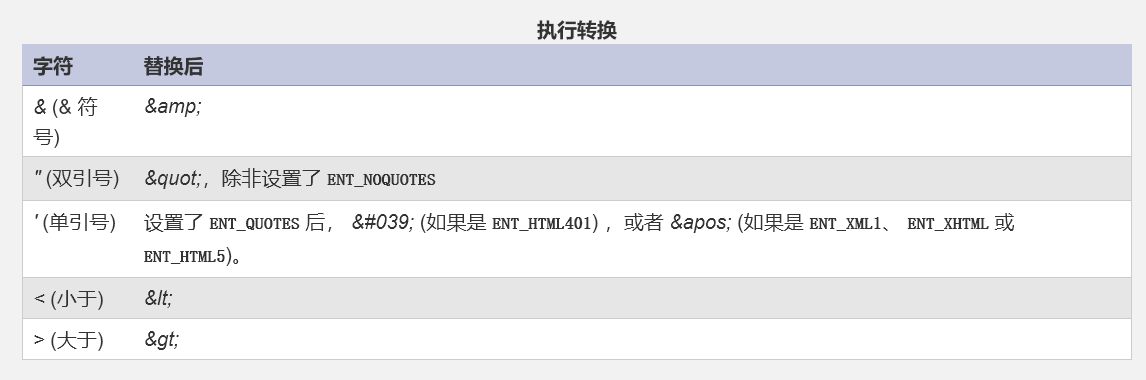 执行转换
字符 替换后
& (& 符 &amp;
号)
" (双引号) &quot;，除非设置了 ENT_NOQUOTES
' (单引号) 设置了 ENT_QUOTES 后， &#039; (如果是 ENT_HTML401) ，或者 &apos; (如果是 ENT_XML1、 ENT_XHTML 或
ENT_HTML5)。
< (小于) &lt;
> (大于) &gt;